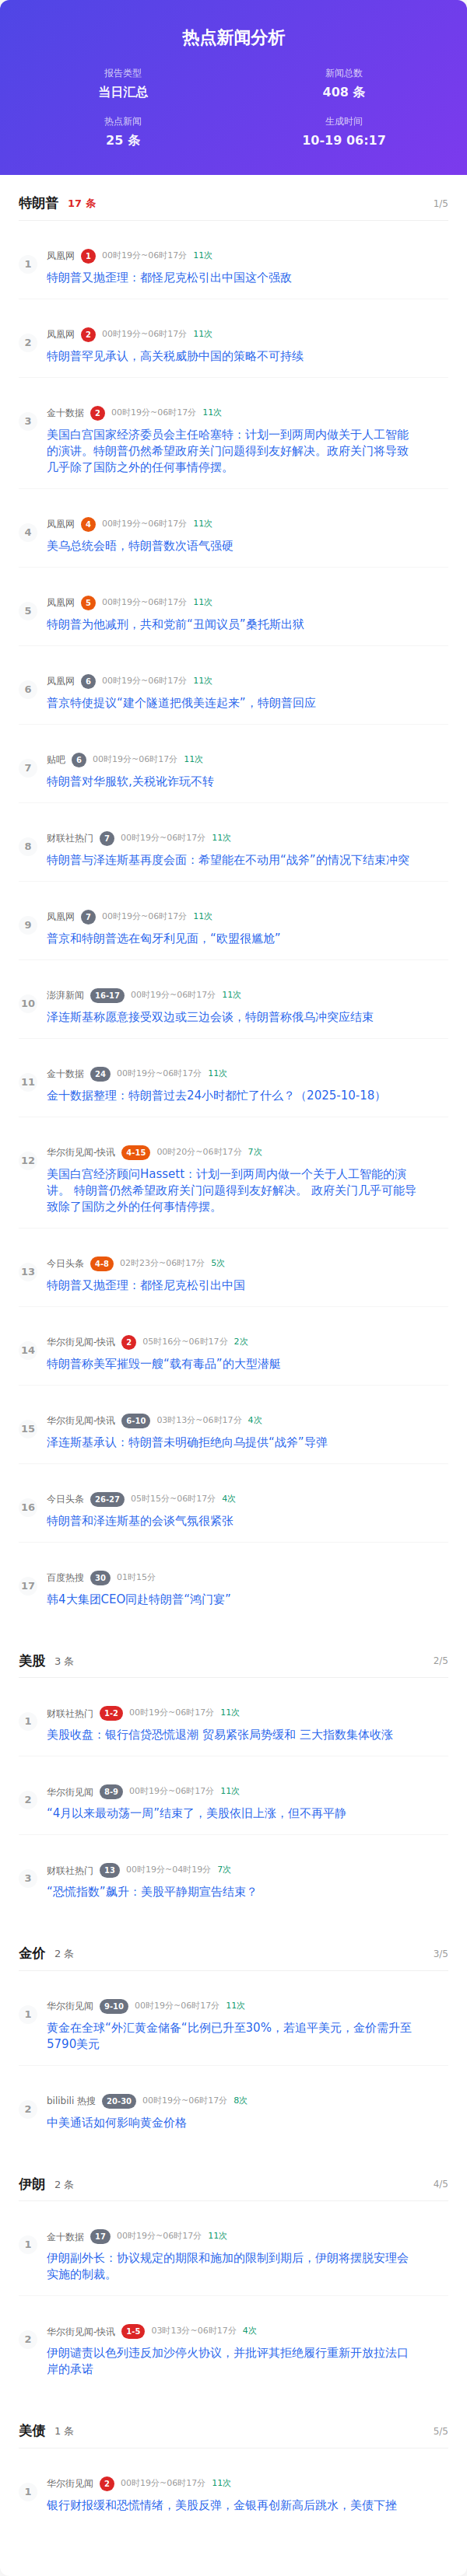 热点新闻分析
报告类型
当日汇总
新闻总数
408 条
热点新闻
25 条
生成时间
10-19 06:17
特朗普 17 条 1/5
1
凤凰网 1 00时19分~06时17分 11次
特朗普又抛歪理：都怪尼克松引出中国这个强敌
2
凤凰网 2 00时19分~06时17分 11次
特朗普罕见承认，高关税威胁中国的策略不可持续
3
金十数据 2 00时19分~06时17分 11次
美国白宫国家经济委员会主任哈塞特：计划一到两周内做关于人工智能
的演讲。特朗普仍然希望政府关门问题得到友好解决。政府关门将导致
几乎除了国防之外的任何事情停摆。
4
凤凰网 4 00时19分~06时17分 11次
美乌总统会晤，特朗普数次语气强硬
5
凤凰网 5 00时19分~06时17分 11次
特朗普为他减刑，共和党前“丑闻议员”桑托斯出狱
6
凤凰网 6 00时19分~06时17分 11次
普京特使提议“建个隧道把俄美连起来”，特朗普回应
7
贴吧 6 00时19分~06时17分 11次
特朗普对华服软,关税讹诈玩不转
8
财联社热门 7 00时19分~06时17分 11次
特朗普与泽连斯基再度会面：希望能在不动用“战斧”的情况下结束冲突
9
凤凰网 7 00时19分~06时17分 11次
普京和特朗普选在匈牙利见面，“欧盟很尴尬”
10
澎湃新闻 16-17 00时19分~06时17分 11次
泽连斯基称愿意接受双边或三边会谈，特朗普称俄乌冲突应结束
11
金十数据 24 00时19分~06时17分 11次
金十数据整理：特朗普过去24小时都忙了什么？（2025-10-18）
12
华尔街见闻-快讯 4-15 00时20分~06时17分 7次
美国白宫经济顾问Hassett：计划一到两周内做一个关于人工智能的演
讲。 特朗普仍然希望政府关门问题得到友好解决。 政府关门几乎可能导
致除了国防之外的任何事情停摆。
13
今日头条 4-8 02时23分~06时17分 5次
特朗普又抛歪理：都怪尼克松引出中国
14
华尔街见闻-快讯 2 05时16分~06时17分 2次
特朗普称美军摧毁一艘“载有毒品”的大型潜艇
15
华尔街见闻-快讯 6-10 03时13分~06时17分 4次
泽连斯基承认：特朗普未明确拒绝向乌提供“战斧”导弹
16
今日头条 26-27 05时15分~06时17分 4次
特朗普和泽连斯基的会谈气氛很紧张
17
百度热搜 30 01时15分
韩4大集团CEO同赴特朗普“鸿门宴”
美股 3 条 2/5
1
财联社热门 1-2 00时19分~06时17分 11次
美股收盘：银行信贷恐慌退潮 贸易紧张局势缓和 三大指数集体收涨
2
华尔街见闻 8-9 00时19分~06时17分 11次
“4月以来最动荡一周”结束了，美股依旧上涨，但不再平静
3
财联社热门 13 00时19分~04时19分 7次
“恐慌指数”飙升：美股平静期宣告结束？
金价 2 条 3/5
1
华尔街见闻 9-10 00时19分~06时17分 11次
黄金在全球“外汇黄金储备”比例已升至30%，若追平美元，金价需升至
5790美元
2
bilibili 热搜 20-30 00时19分~06时17分 8次
中美通话如何影响黄金价格
伊朗 2 条 4/5
1
金十数据 17 00时19分~06时17分 11次
伊朗副外长：协议规定的期限和施加的限制到期后，伊朗将摆脱安理会
实施的制裁。
2
华尔街见闻-快讯 1-5 03时13分~06时17分 4次
伊朗谴责以色列违反加沙停火协议，并批评其拒绝履行重新开放拉法口
岸的承诺
美债 1 条 5/5
1
华尔街见闻 2 00时19分~06时17分 11次
银行财报缓和恐慌情绪，美股反弹，金银再创新高后跳水，美债下挫